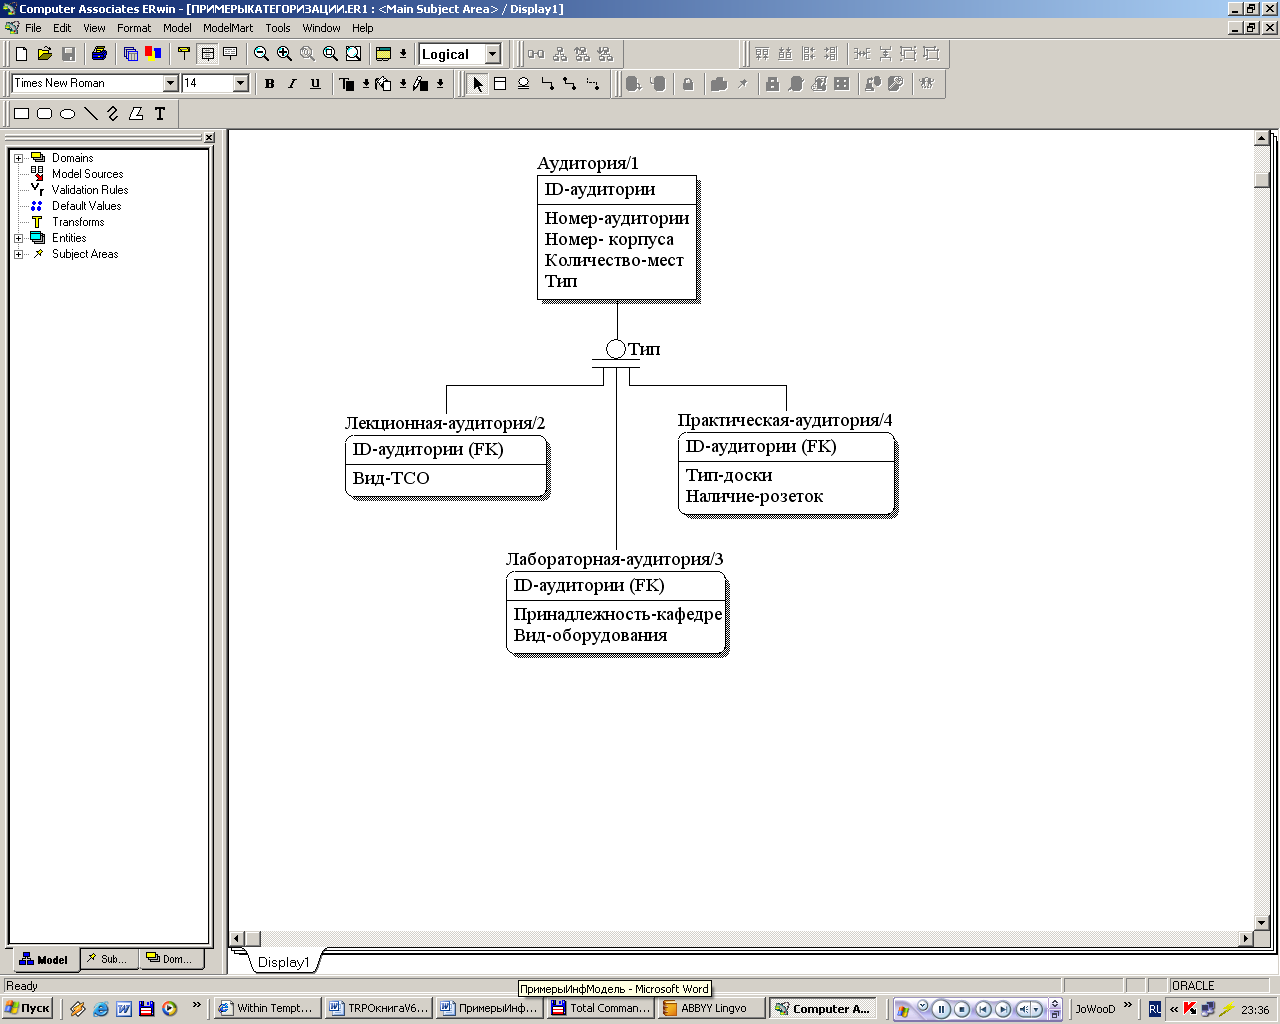 Computer Associates ERwin - [ПРИМЕРЫКАТЕГОРИЗАЦИИ.ER1 : <Main Subject Area> / Display1]
File Edit View Format Model ModelMart Tools Window Help
Logical
Times New Roman 14 B I U
T
Domains
Model Sources
Validation Rules
Default Values
Transforms
Entities
Subject Areas
Аудитория/1
ID-аудитории
Номер-аудитории
Номер- корпуса
Количество-мест
Тип
Тип
Лекционная-аудитория/2
ID-аудитории (FK)
Вид-ТСО
Практическая-аудитория/4
ID-аудитории (FK)
Тип-доски
Наличие-розеток
Лабораторная-аудитория/3
ID-аудитории (FK)
Принадлежность-кафедре
Вид-оборудования
Model Sub... Dom...
Display1
Ready ORACLE
ПримерыИнфМодель - Microsoft Word
Пуск » Within Tempt... TRPOкнигаV6... ПримерыИнф... Total Comman... ABBYY Lingvo Computer A... JoWooD » RU « 23:36